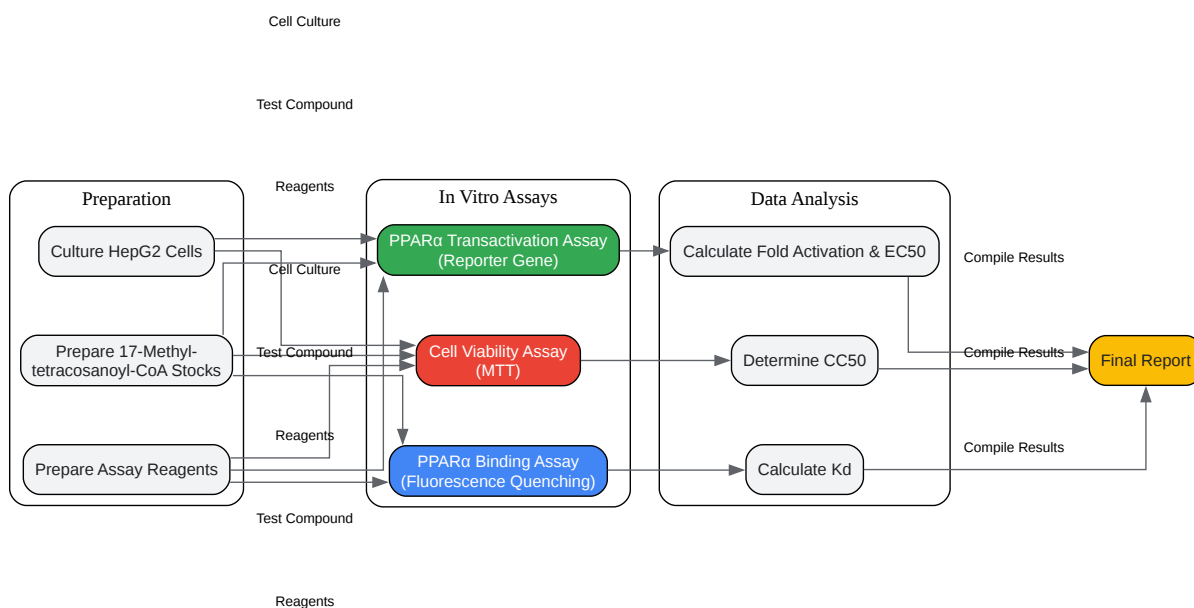 Cell Culture
Test Compound
Reagents
Preparation
In Vitro Assays
Data Analysis
Culture HepG2 Cells
PPARα Transactivation Assay
(Reporter Gene)
Calculate Fold Activation & EC50
Cell Culture
Compile Results
Prepare 17-Methyl-
tetracosanoyl-CoA Stocks
Test Compound
Cell Viability Assay
(MTT)
Determine CC50
Compile Results
Final Report
Reagents
Compile Results
Prepare Assay Reagents
PPARα Binding Assay
(Fluorescence Quenching)
Calculate Kd
Test Compound
Reagents